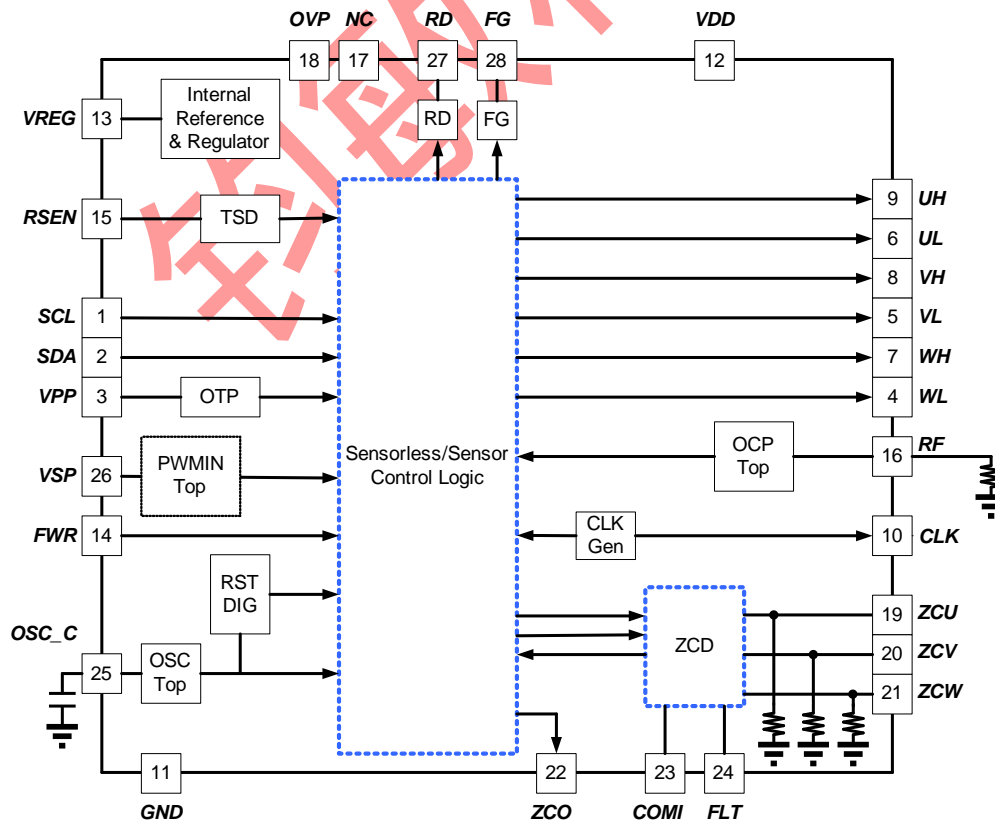 OVP NC RD FG VDD
18 17 27 28 12
VREG 13
Internal
Reference
& Regulator
RD FG
RSEN 15 TSD
9 UH
6 UL
8 VH
SCL 1
5 VL
SDA 2
7 WH
VPP 3 OTP
4 WL
Sensorless/Sensor
Control Logic
VSP 26
PWMIN
Top
OCP
Top
16 RF
FWR 14
CLK
Gen
10 CLK
RST
DIG
OSC_C 25
OSC
Top
ZCD
19 ZCU
20 ZCV
21 ZCW
11 22 23 24
GND ZCO COMI FLT